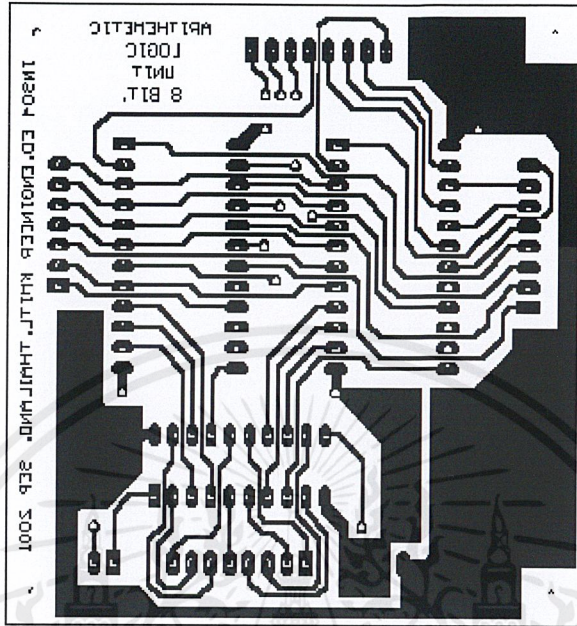 ARITHEMETIC
LOGIC
UNIT
8 BIT.
ED.ENGINEER KMITL.THAILAND. SEP 2001